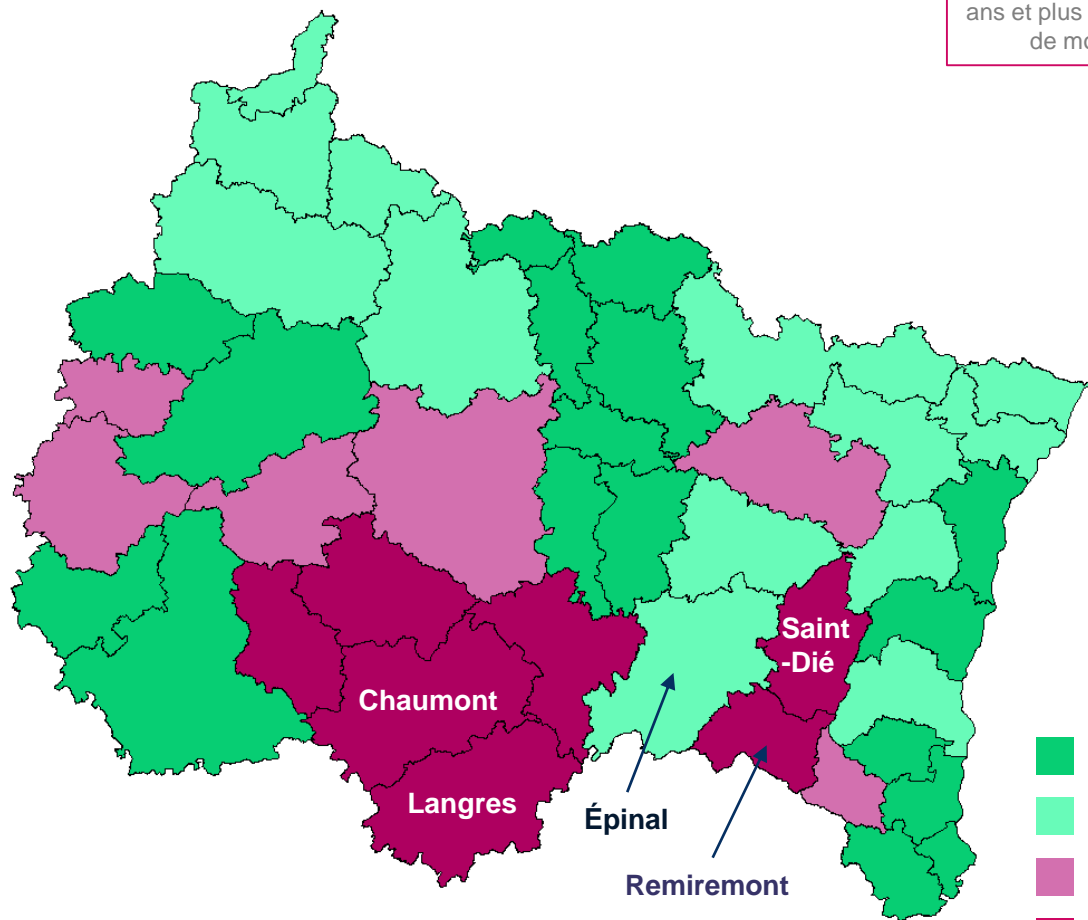 ans et plus
de mo
Saint
-Dié
Chaumont
Langres
Épinal
Remiremont